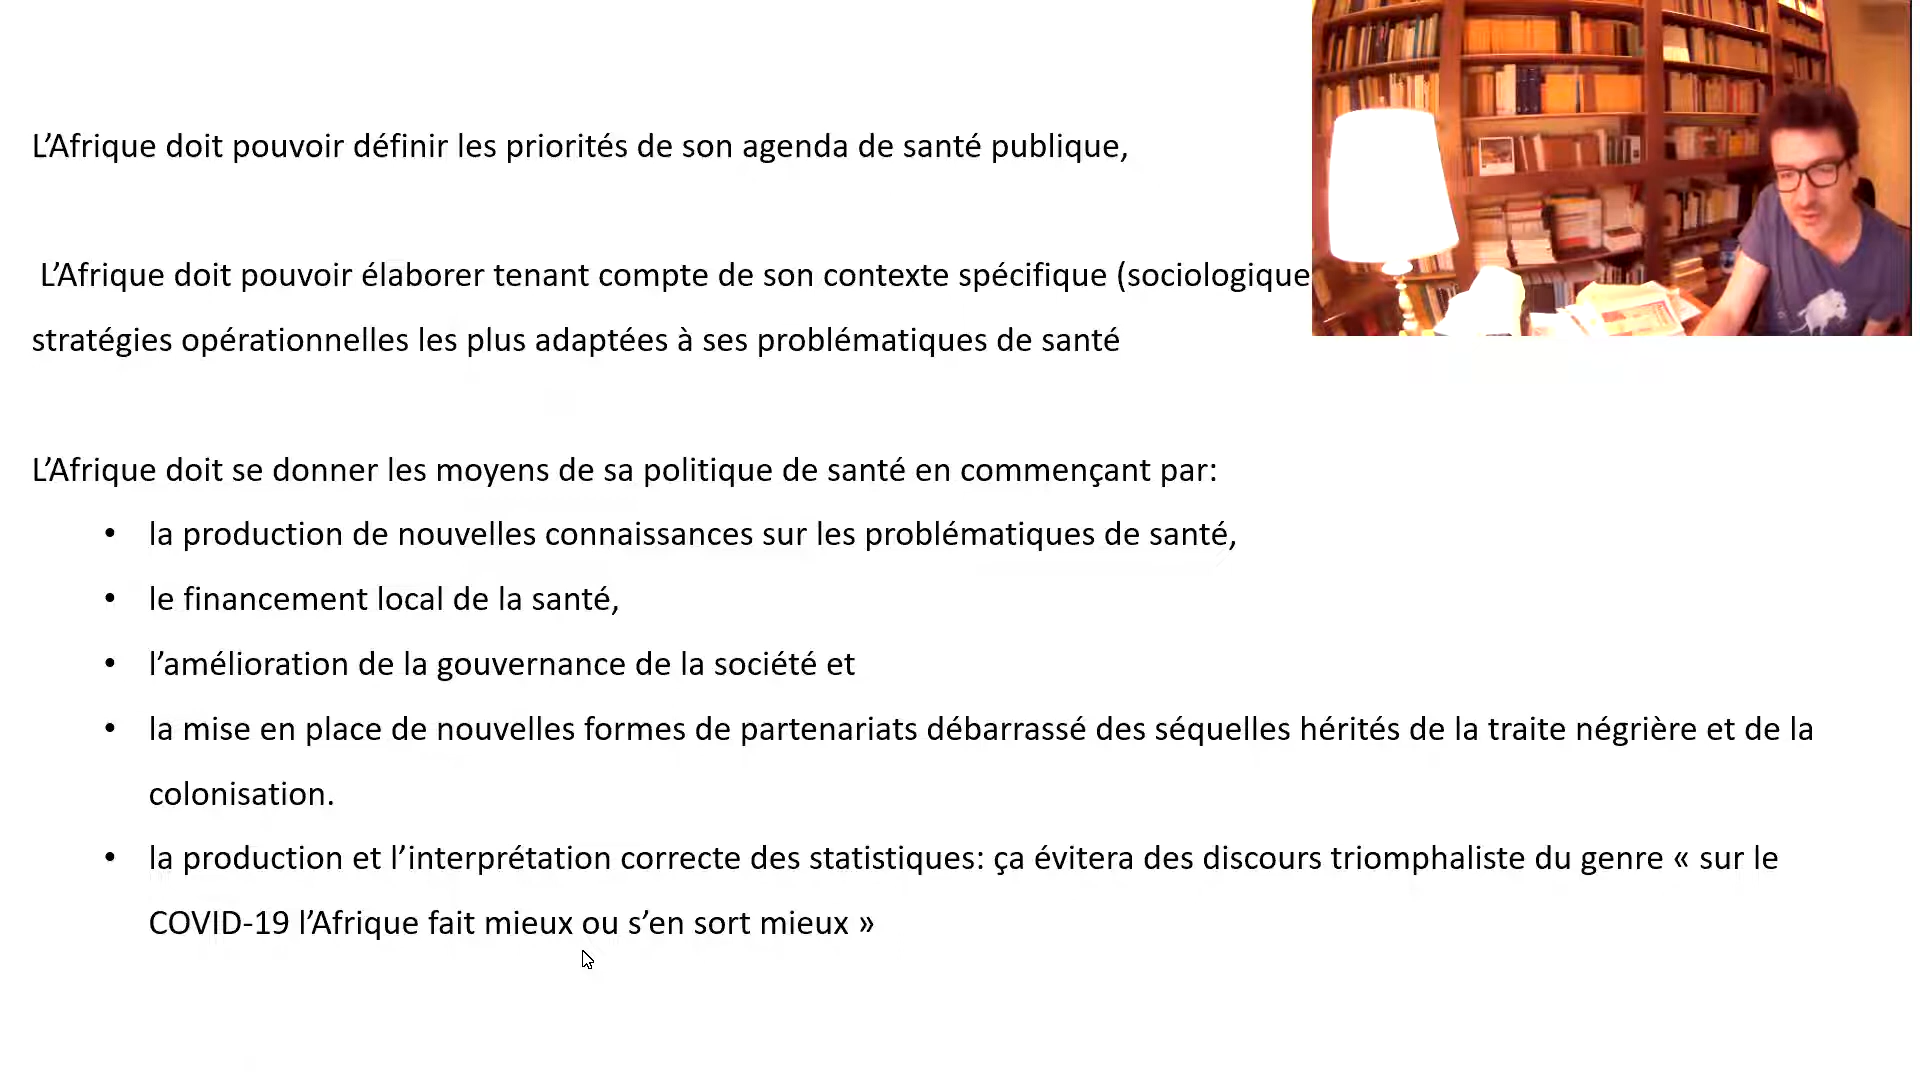 L’Afrique doit pouvoir définir les priorités de son agenda de santé publique,
L’Afrique doit pouvoir élaborer tenant compte de son contexte spécifique (sociologique
stratégies opérationnelles les plus adaptées à ses problématiques de santé
L’Afrique doit se donner les moyens de sa politique de santé en commençant par:
• la production de nouvelles connaissances sur les problématiques de santé,
• le financement local de la santé,
• l’amélioration de la gouvernance de la société et
• la mise en place de nouvelles formes de partenariats débarrassé des séquelles hérités de la traite négrière et de la
colonisation.
• la production et l’interprétation correcte des statistiques: ça évitera des discours triomphaliste du genre « sur le
COVID-19 l’Afrique fait mieux ou s’en sort mieux »